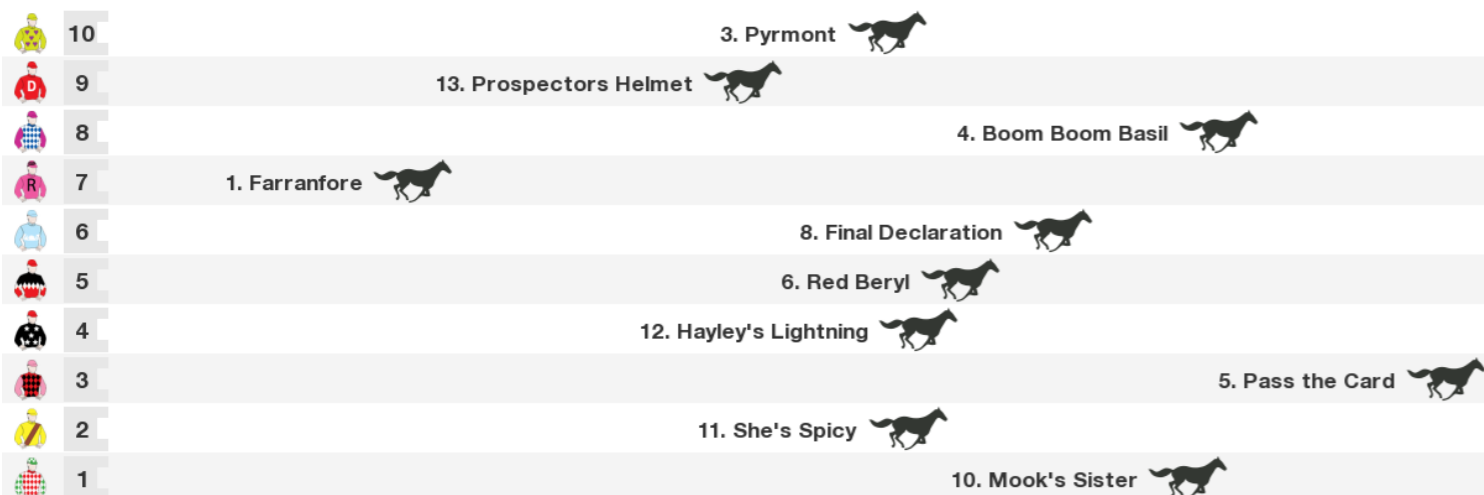 10 3. Pyrmont
D 9 13. Prospectors Helmet
8 4. Boom Boom Basil
R 7 1. Farranfore
6 8. Final Declaration
5 6. Red Beryl
4 12. Hayley's Lightning
3 5. Pass the Card
2 11. She's Spicy
1 10. Mook's Sister